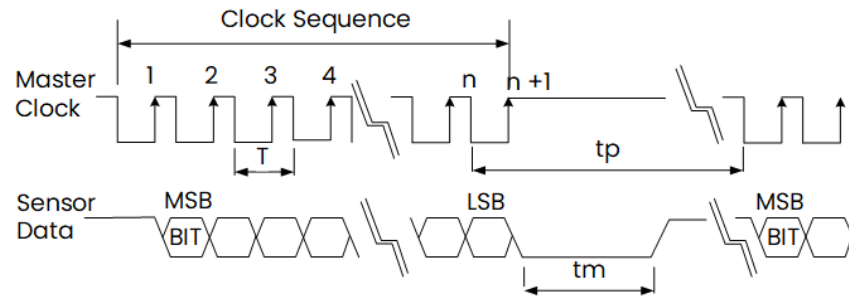 Clock Sequence
Master Clock
1 2 3 4 n n +1
T
tp
Sensor Data
MSB LSB MSB
BIT BIT
tm